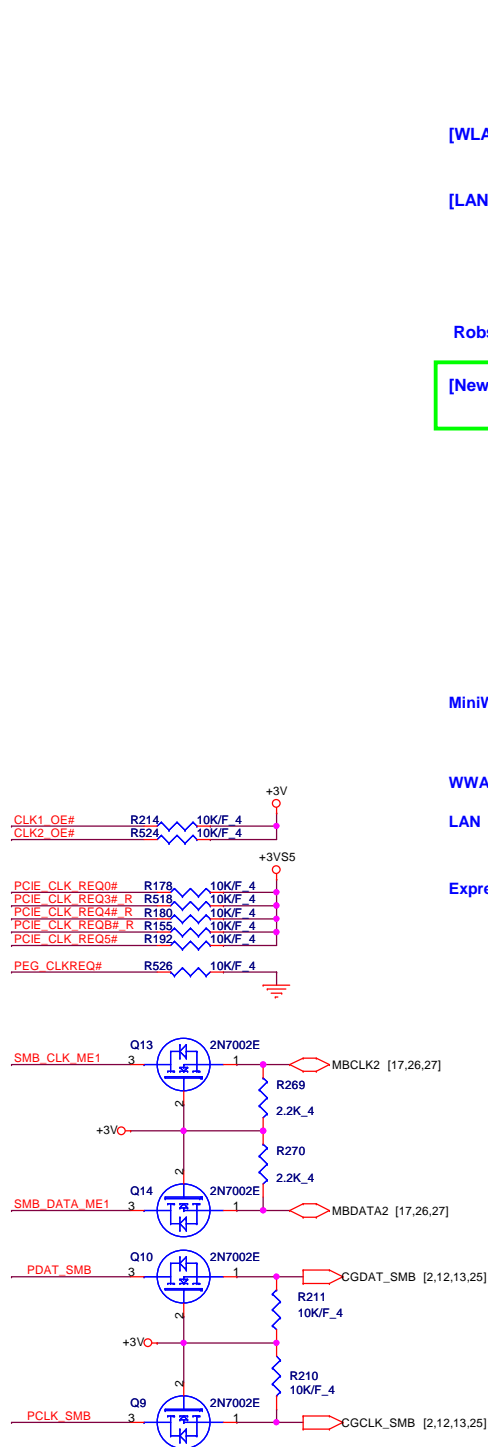 [WLA
[LAN
Robs
[New
MiniW
WWA
LAN
Expre
+3V
CLK1_OE# R214 10K/F_4
CLK2_OE# R524 10K/F_4
+3VS5
PCIE_CLK_REQ0# R178 10K/F_4
PCIE_CLK_REQ3#_R R518 10K/F_4
PCIE_CLK_REQ4#_R R180 10K/F_4
PCIE_CLK_REQB#_R R155 10K/F_4
PCIE_CLK_REQ5# R192 10K/F_4
PEG_CLKREQ# R526 10K/F_4
Q13 2N7002E
SMB_CLK_ME1 3 1 MBCLK2 [17,26,27]
R269
2
2.2K_4
+3V
R270
2
2.2K_4
Q14 2N7002E
SMB_DATA_ME1 3 1 MBDATA2 [17,26,27]
Q10 2N7002E
PDAT_SMB 3 1 CGDAT_SMB [2,12,13,25]
R211
2
10K/F_4
+3V
R210
2
10K/F_4
Q9 2N7002E
PCLK_SMB 3 1 CGCLK_SMB [2,12,13,25]